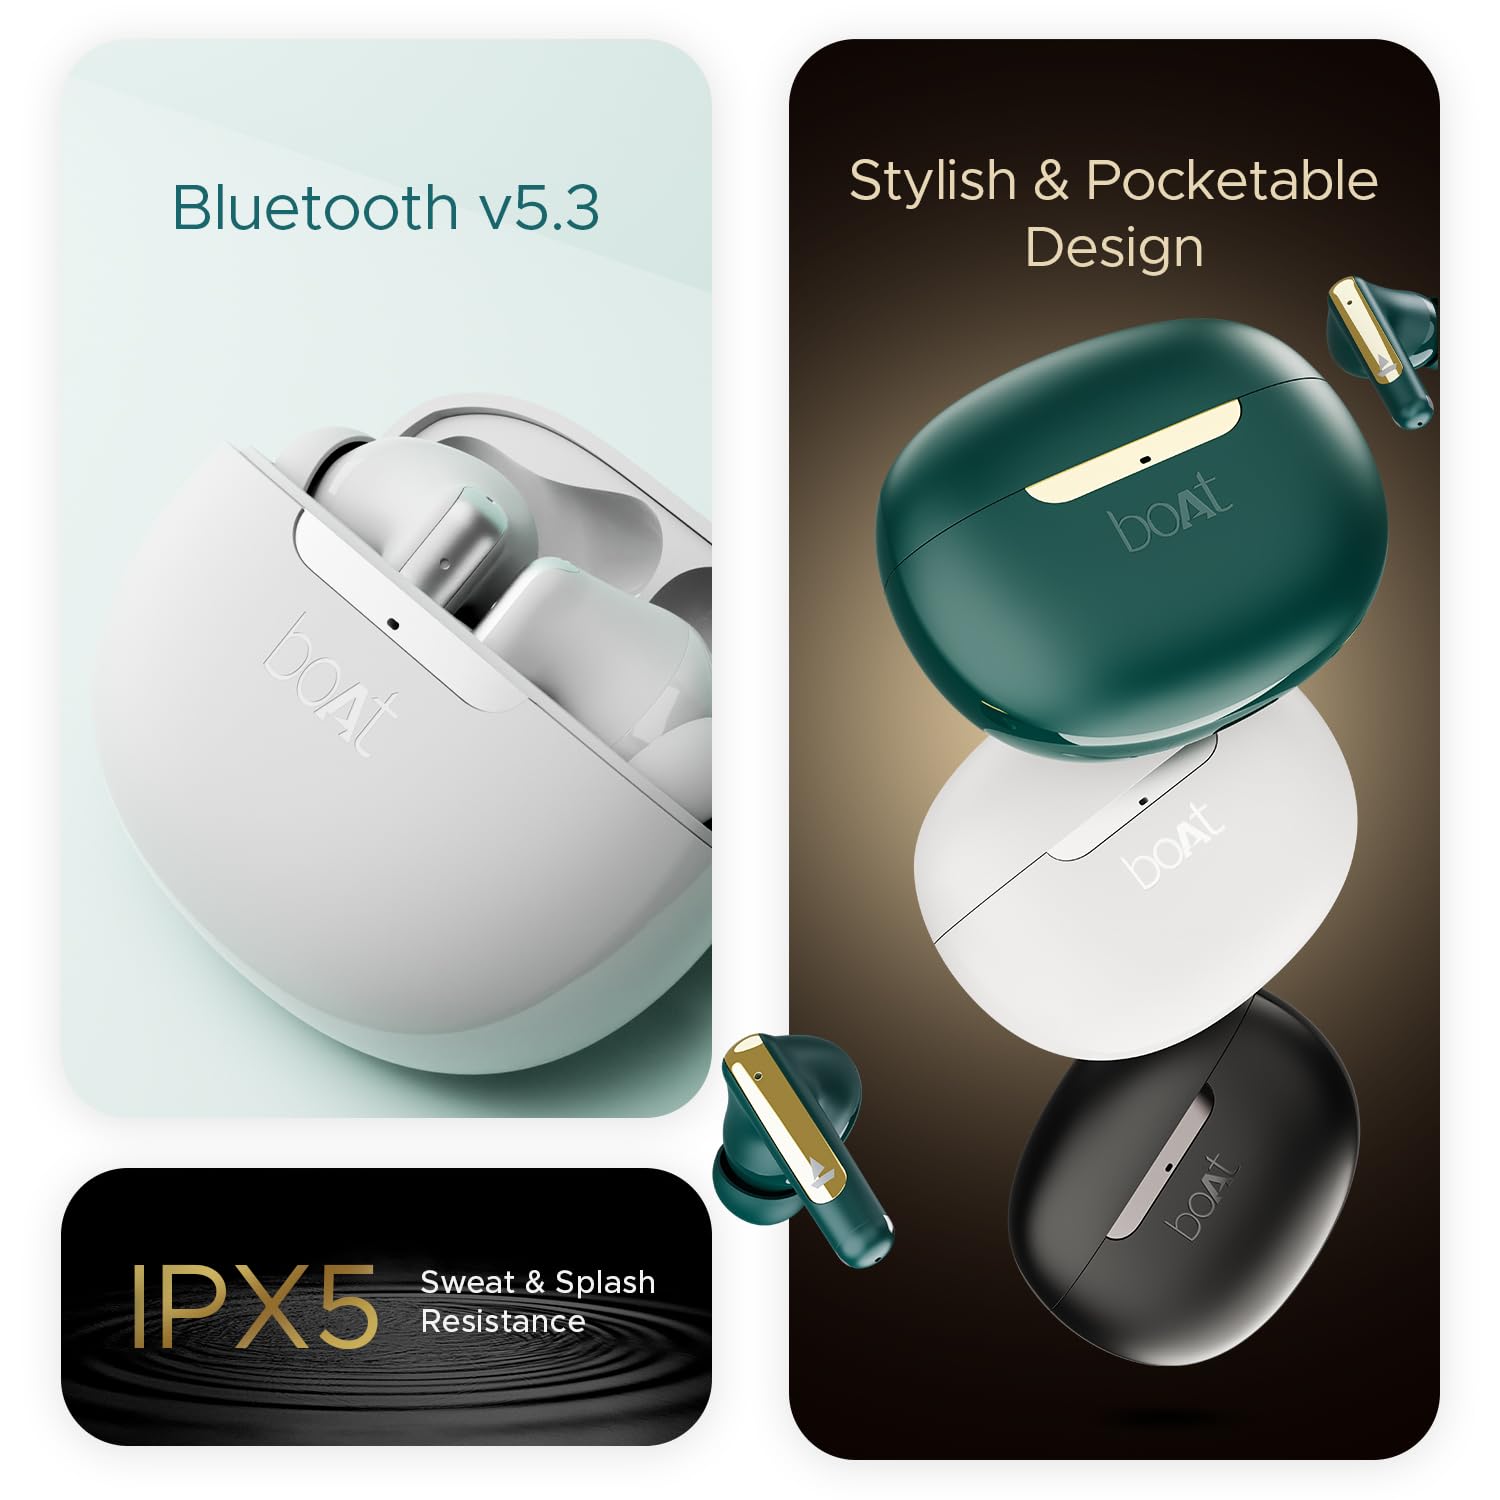 Bluetooth v5.3
boAt
IPX5
Sweat & Splash
Resistance
Stylish & Pocketable
Design
boAt
boAt
boAt